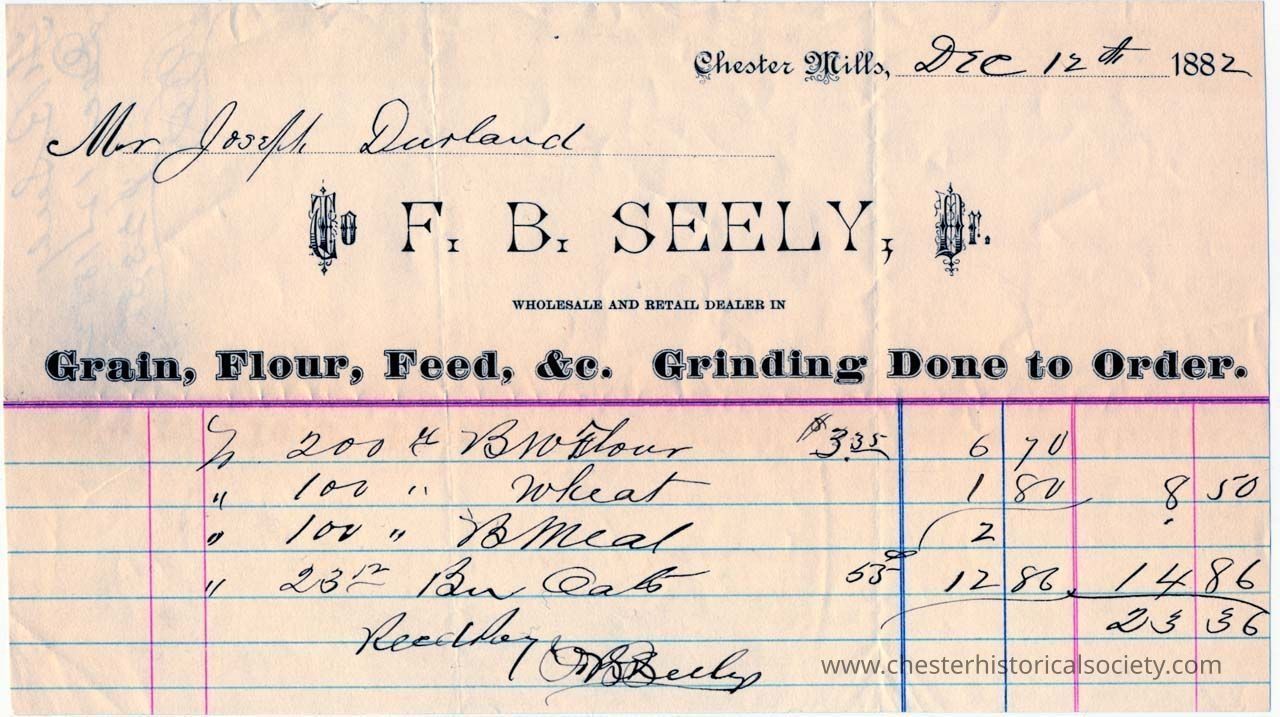 Chester Mills, Dec 12th 1882
Mr Joseph Durland
To F. B. SEELY, Dr.
WHOLESALE AND RETAIL DEALER IN
Grain, Flour, Feed, &c. Grinding Done to Order.
To 200 # BW Flour $3.35 6 70
" 100 " Wheat 1 80 8 50
" 100 " B Meal 2
" 23 12 Bu Oats 55 12 86 14 86
23 36
Recd Pay FB Seely
www.chesterhistoricalsociety.com